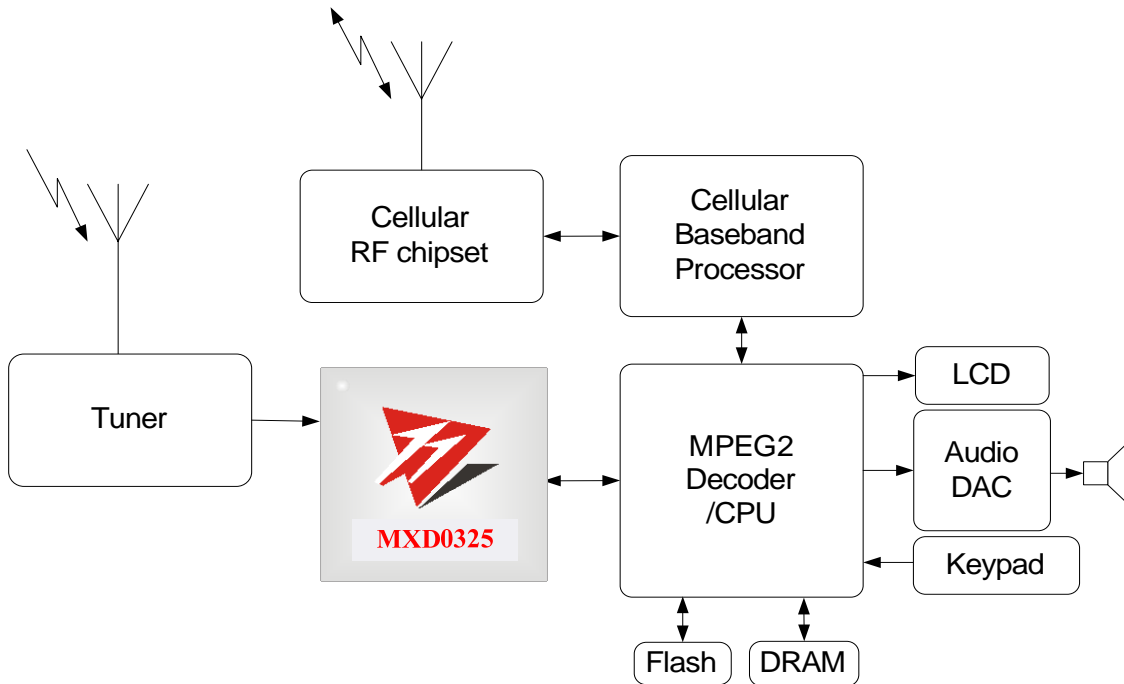 Cellular
RF chipset
Cellular
Baseband
Processor
Tuner
MXD0325
MPEG2
Decoder
/CPU
LCD
Audio
DAC
Keypad
Flash
DRAM